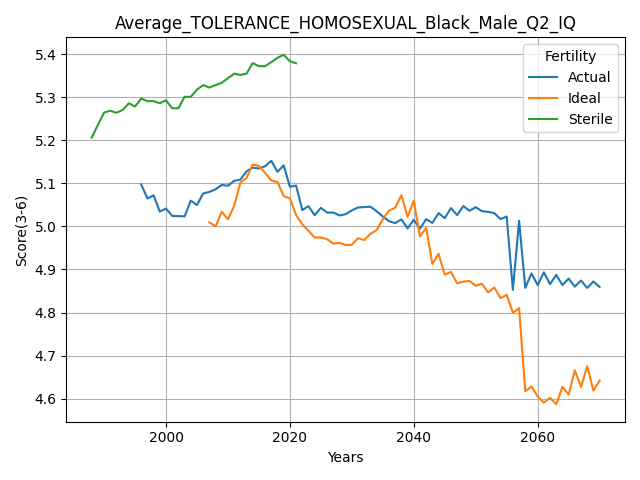 Average_TOLERANCE_HOMOSEXUAL_Black_Male_Q2_IQ
Fertility
Actual
Ideal
Sterile
Score(3-6)
5.4
5.3
5.2
5.1
5.0
4.9
4.8
4.7
4.6
2000 2020 2040 2060
Years